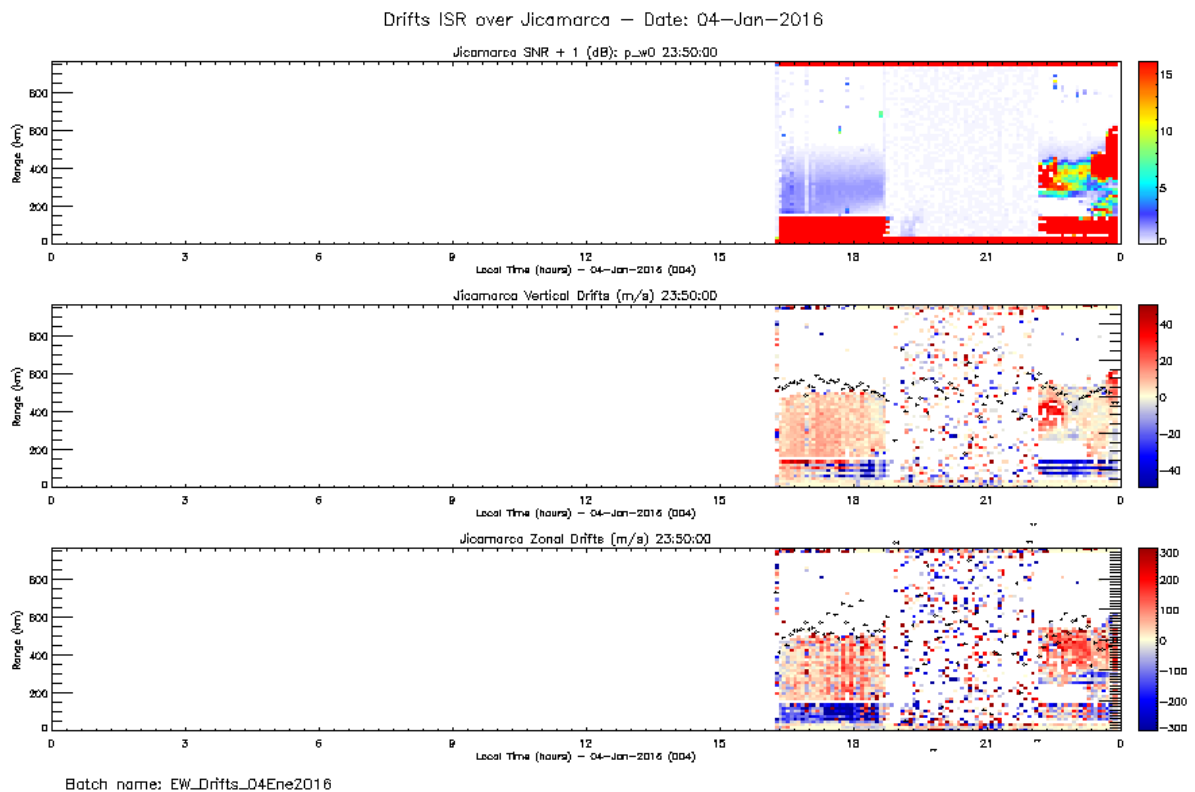 Drifts ISR over Jicamarca – Date: 04–Jan–2016
Jicamarca SNR + 1 (dB): p_w0 23:50:00
Range (km)
800
600
400
200
0
15
10
5
0
0 3 6 9 12 15 18 21 0
Local Time (hours) – 04–Jan–2016 (004)
Jicamarca Vertical Drifts (m/s) 23:50:00
Range (km)
800
600
400
200
0
40
20
0
–20
–40
0 3 6 9 12 15 18 21 0
Local Time (hours) – 04–Jan–2016 (004)
Jicamarca Zonal Drifts (m/s) 23:50:00
Range (km)
800
600
400
200
0
300
200
100
0
–100
–200
–300
0 3 6 9 12 15 18 21 0
Local Time (hours) – 04–Jan–2016 (004)
Batch name: EW_Drifts_04Ene2016